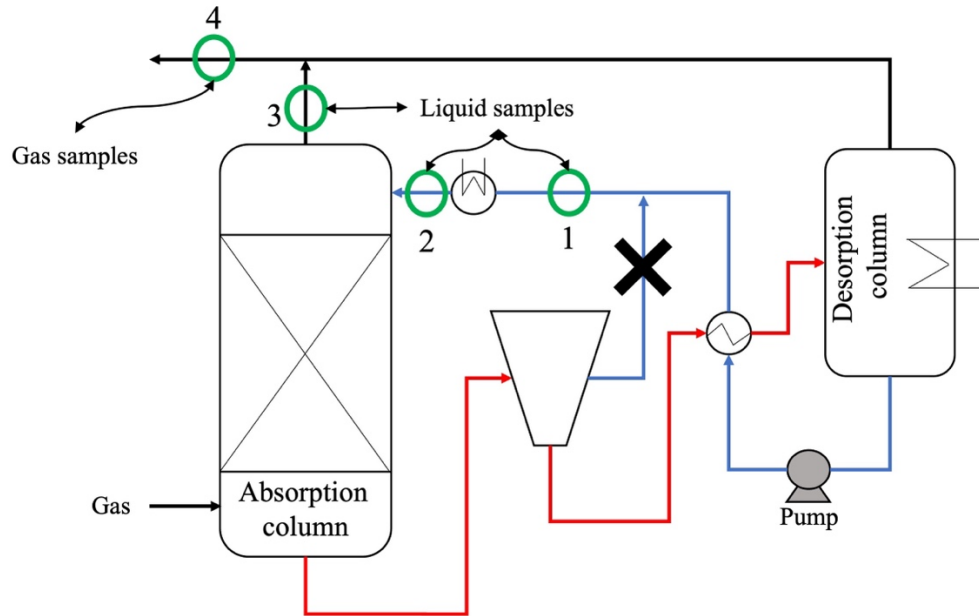 4
3
Liquid samples
Gas samples
2
1
Desorption
column
Gas
Absorption
column
Pump